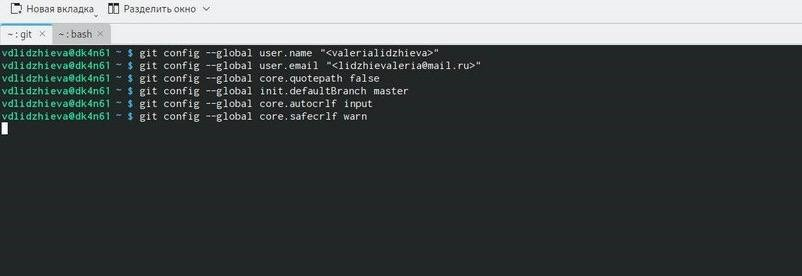 Новая вкладка Разделить окно
~ : git ~ : bash
vdlidzhieva@dk4n61 ~ $ git config --global user.name "<valerialidzhieva>"
vdlidzhieva@dk4n61 ~ $ git config --global user.email "<lidzhievaleria@mail.ru>"
vdlidzhieva@dk4n61 ~ $ git config --global core.quotepath false
vdlidzhieva@dk4n61 ~ $ git config --global init.defaultBranch master
vdlidzhieva@dk4n61 ~ $ git config --global core.autocrlf input
vdlidzhieva@dk4n61 ~ $ git config --global core.safecrlf warn